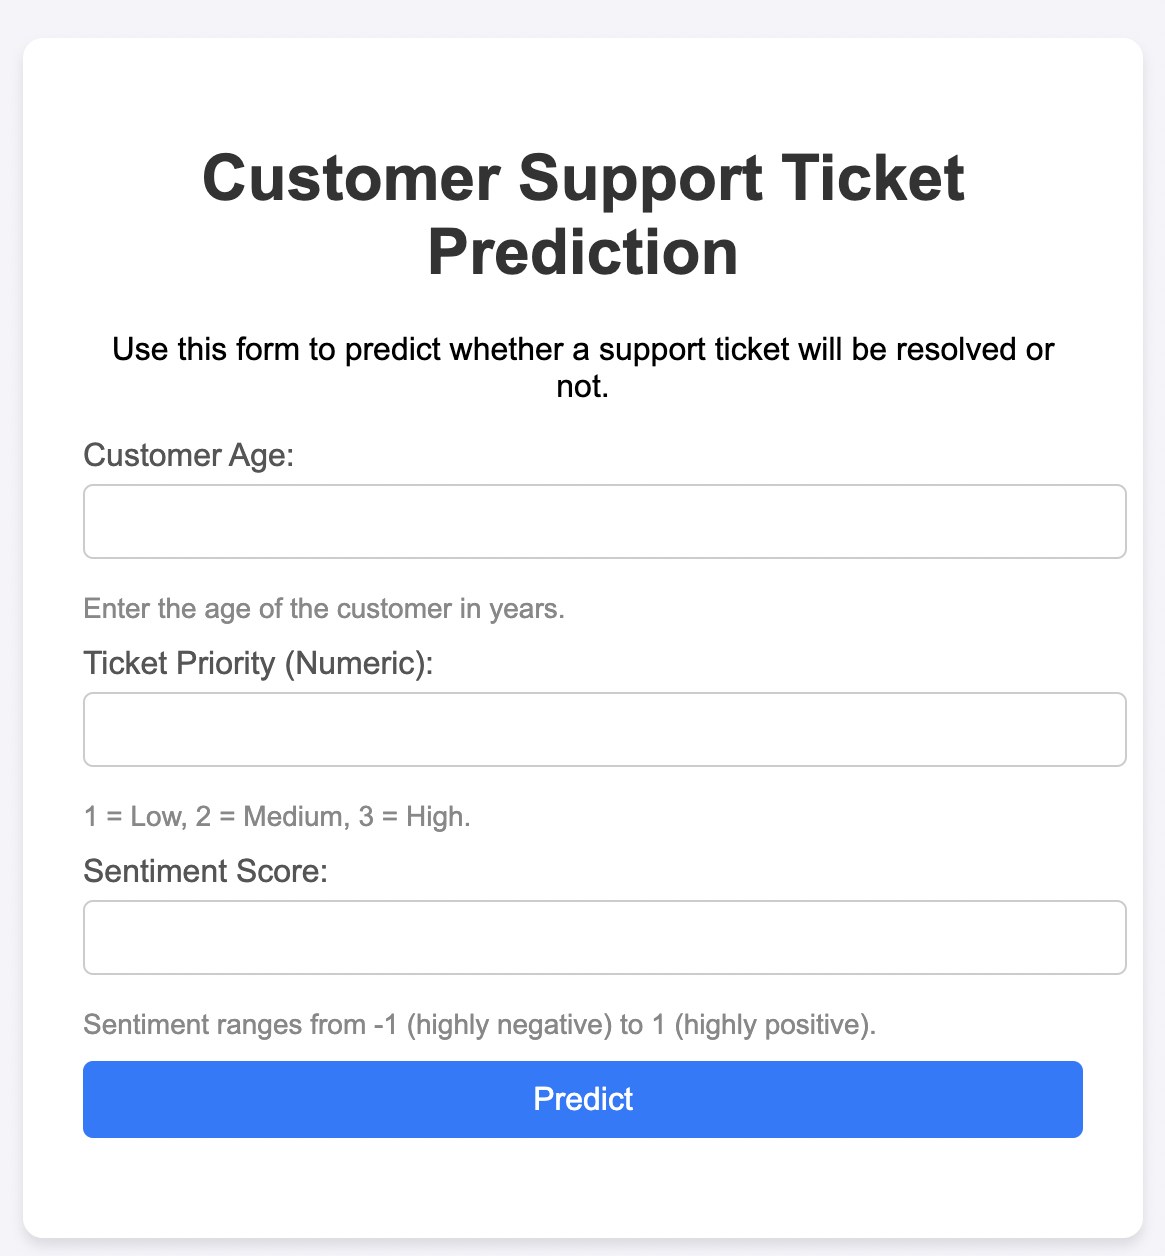 Customer Support Ticket
Prediction
Use this form to predict whether a support ticket will be resolved or
not.
Customer Age:
Enter the age of the customer in years.
Ticket Priority (Numeric):
1 = Low, 2 = Medium, 3 = High.
Sentiment Score:
Sentiment ranges from -1 (highly negative) to 1 (highly positive).
Predict